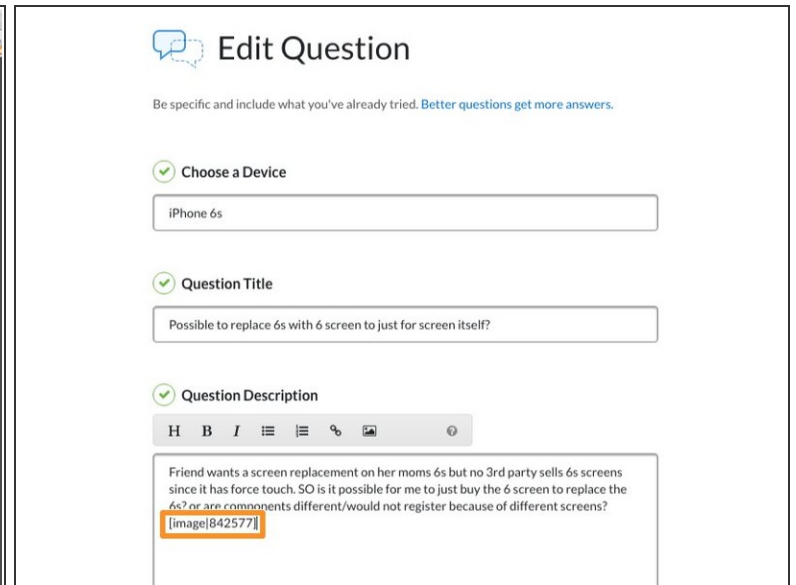 Edit Question
Be specific and include what you've already tried. Better questions get more answers.
Choose a Device
iPhone 6s
Question Title
Possible to replace 6s with 6 screen to just for screen itself?
Question Description
H B I
Friend wants a screen replacement on her moms 6s but no 3rd party sells 6s screens
since it has force touch. SO is it possible for me to just buy the 6 screen to replace the
6s? or are components different/would not register because of different screens?
[image|842577]